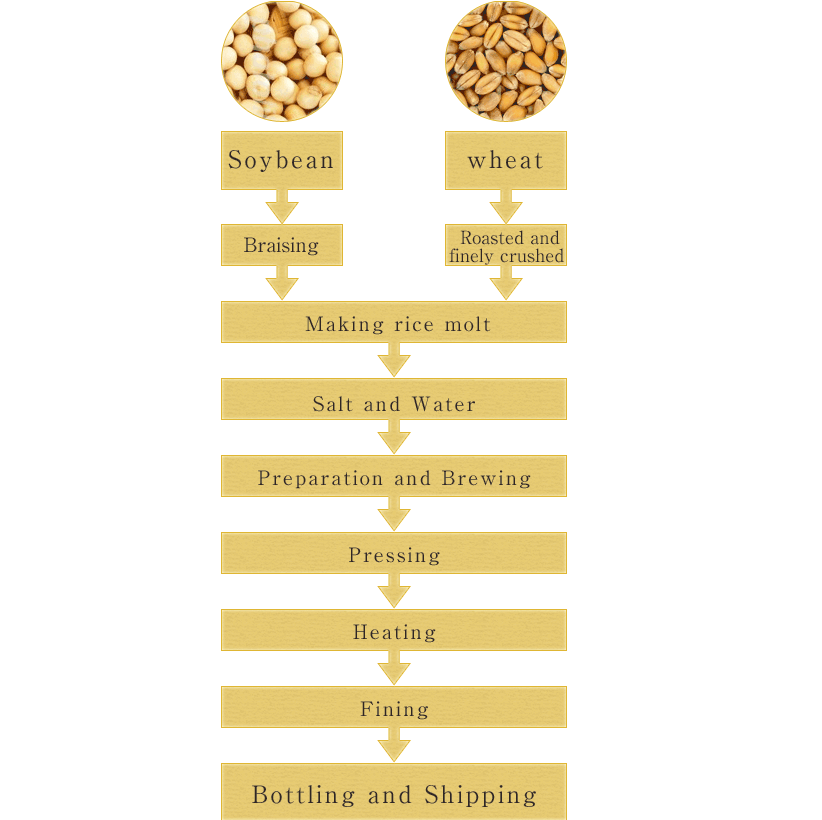 Soybean
wheat
Braising
Roasted and
finely crushed
Making rice molt
Salt and Water
Preparation and Brewing
Pressing
Heating
Fining
Bottling and Shipping